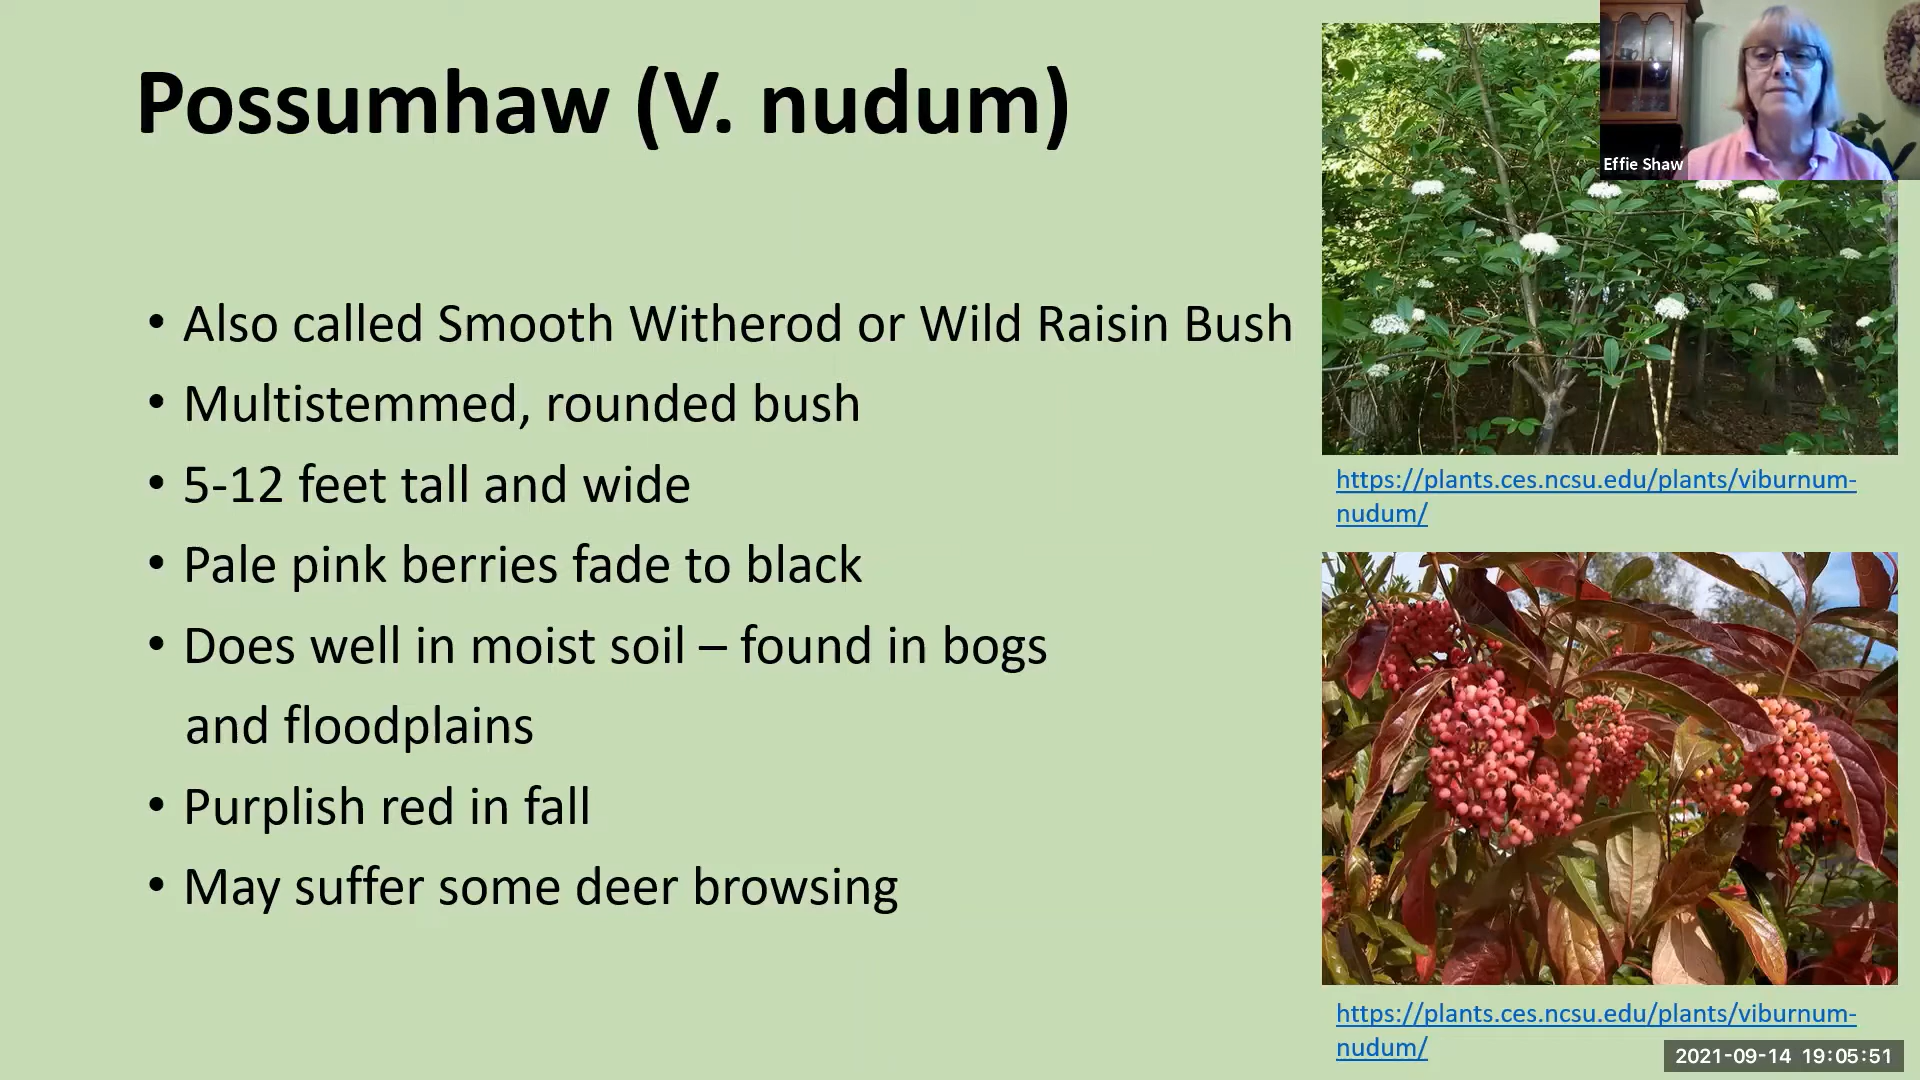 Possumhaw (V. nudum)
Effie Shaw
• Also called Smooth Witherod or Wild Raisin Bush
• Multistemmed, rounded bush
• 5-12 feet tall and wide
• Pale pink berries fade to black
• Does well in moist soil – found in bogs
and floodplains
• Purplish red in fall
• May suffer some deer browsing
https://plants.ces.ncsu.edu/plants/viburnum-
nudum/
https://plants.ces.ncsu.edu/plants/viburnum-
nudum/
2021-09-14 19:05:51